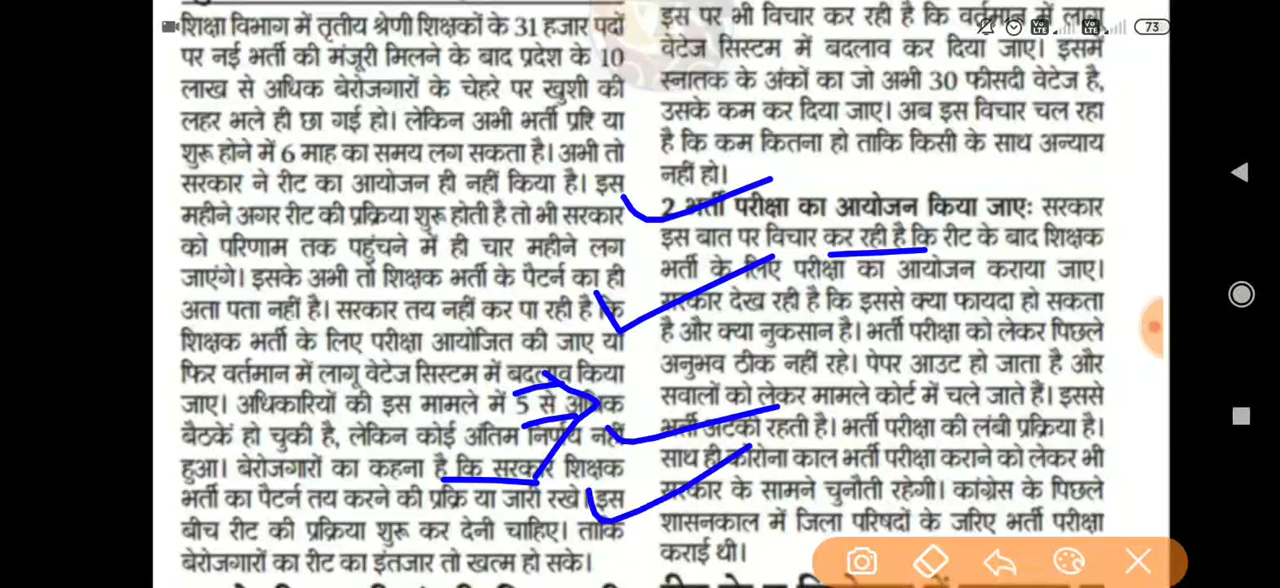 शिक्षा विभाग में तृतीय श्रेणी शिक्षकों के 31 हजार पदों
पर नई भर्ती की मंजूरी मिलने के बाद प्रदेश के 10
लाख से अधिक बेरोजगारों के चेहरे पर खुशी की
लहर भले ही छा गई हो। लेकिन अभी भर्ती प्ररि या
शुरू होने में 6 माह का समय लग सकता है। अभी तो
सरकार ने रीट का आयोजन ही नहीं किया है। इस
महीने अगर रीट की प्रक्रिया शुरू होती है तो भी सरकार
को परिणाम तक पहुंचने में ही चार महीने लग
जाएंगे। इसके अभी तो शिक्षक भर्ती के पैटर्न का ही
अता पता नहीं है। सरकार तय नहीं कर पा रही है कि
शिक्षक भर्ती के लिए परीक्षा आयोजित की जाए या
फिर वर्तमान में लागू वेटेज सिस्टम में बदलाव किया
जाए। अधिकारियों की इस मामले में 5 से अधिक
बैठकें हो चुकी है, लेकिन कोई अंतिम निर्णय नहीं
हुआ। बेरोजगारों का कहना है कि सरकार शिक्षक
भर्ती का पैटर्न तय करने की प्रक्रि या जारी रखे। इस
बीच रीट की प्रक्रिया शुरू कर देनी चाहिए। ताकि
बेरोजगारों का रीट का इंतजार तो खत्म हो सके।
इस पर भी विचार कर रही है कि वर्तमान में लागू
वेटेज सिस्टम में बदलाव कर दिया जाए। इसमें
स्नातक के अंकों का जो अभी 30 फीसदी वेटेज है,
उसके कम कर दिया जाए। अब इस विचार चल रहा
है कि कम कितना हो ताकि किसी के साथ अन्याय
नहीं हो।
2 भर्ती परीक्षा का आयोजन किया जाए: सरकार
इस बात पर विचार कर रही है कि रीट के बाद शिक्षक
भर्ती के लिए परीक्षा का आयोजन कराया जाए।
सरकार देख रही है कि इससे क्या फायदा हो सकता
है और क्या नुकसान है। भर्ती परीक्षा को लेकर पिछले
अनुभव ठीक नहीं रहे। पेपर आउट हो जाता है और
सवालों को लेकर मामले कोर्ट में चले जाते हैं। इससे
भर्ती अटकी रहती है। भर्ती परीक्षा की लंबी प्रक्रिया है।
साथ ही कोरोना काल भर्ती परीक्षा कराने को लेकर भी
सरकार के सामने चुनौती रहेगी। कांग्रेस के पिछले
शासनकाल में जिला परिषदों के जरिए भर्ती परीक्षा
कराई थी।
73